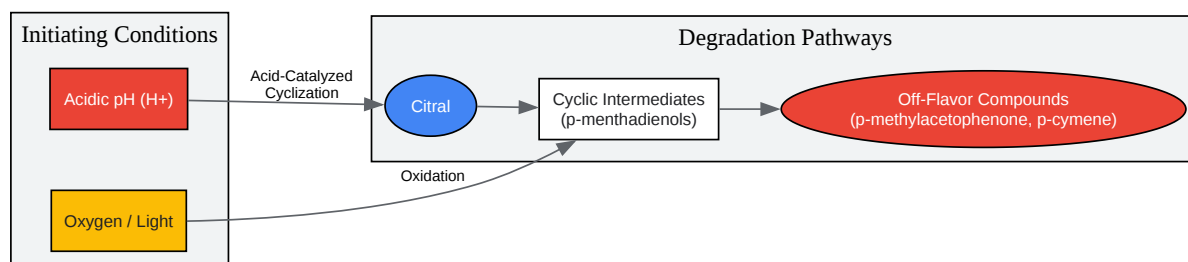 Initiating Conditions
Acidic pH (H+)
Oxygen / Light
Acid-Catalyzed
Cyclization
Oxidation
Degradation Pathways
Citral
Cyclic Intermediates
(p-menthadienols)
Off-Flavor Compounds
(p-methylacetophenone, p-cymene)